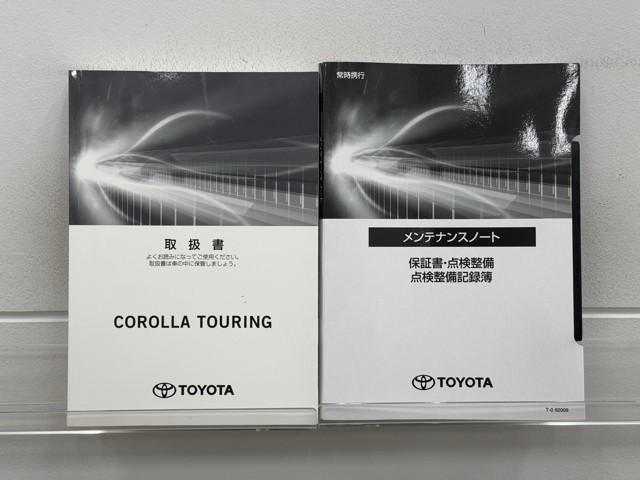 取扱書
よくお読みになってご使用ください。
取扱書は車の中に保管しましょう。
COROLLA TOURING
TOYOTA
常時携行
メンテナンスノート
保証書・点検整備
点検整備記録簿
TOYOTA